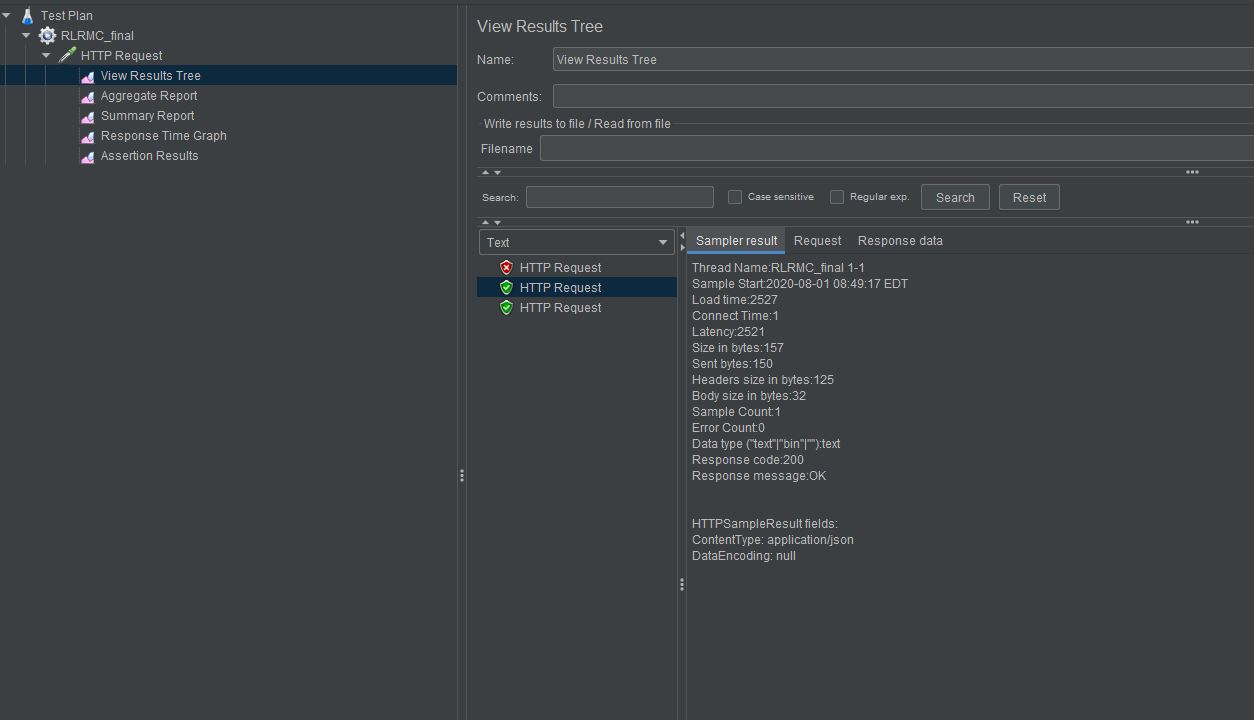 Test Plan
RLRMC_final
HTTP Request
View Results Tree
Aggregate Report
Summary Report
Response Time Graph
Assertion Results
View Results Tree
Name: View Results Tree
Comments:
Write results to file / Read from file
Filename
Search: Case sensitive Regular exp. Search Reset
Text
HTTP Request
HTTP Request
HTTP Request
Sampler result Request Response data
Thread Name:RLRMC_final 1-1
Sample Start:2020-08-01 08:49:17 EDT
Load time:2527
Connect Time:1
Latency:2521
Size in bytes:157
Sent bytes:150
Headers size in bytes:125
Body size in bytes:32
Sample Count:1
Error Count:0
Data type ("text"|"bin"|""):text
Response code:200
Response message:OK
HTTPSampleResult fields:
ContentType: application/json
DataEncoding: null